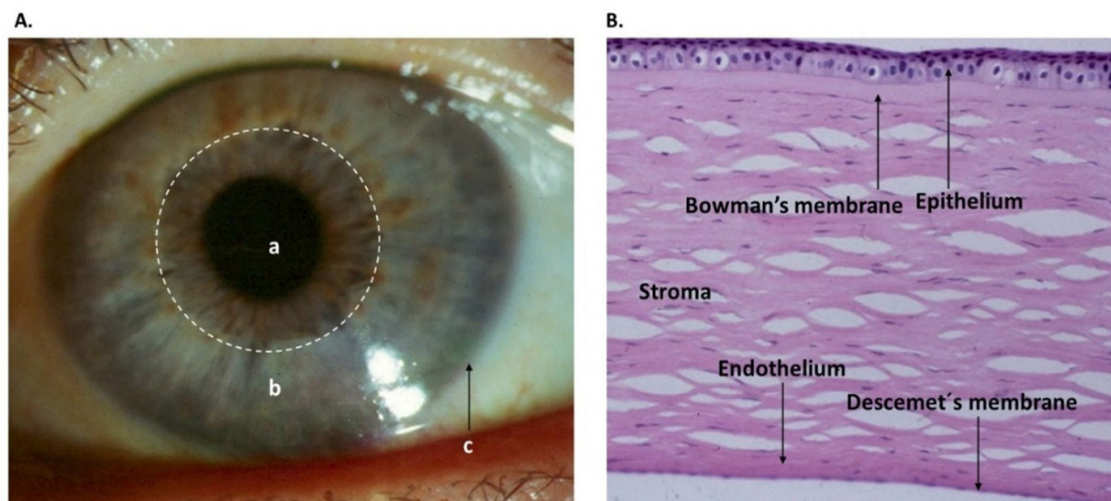 A.
B.
a
b
c
Bowman's membrane
Epithelium
Stroma
Endothelium
Descemet´s membrane